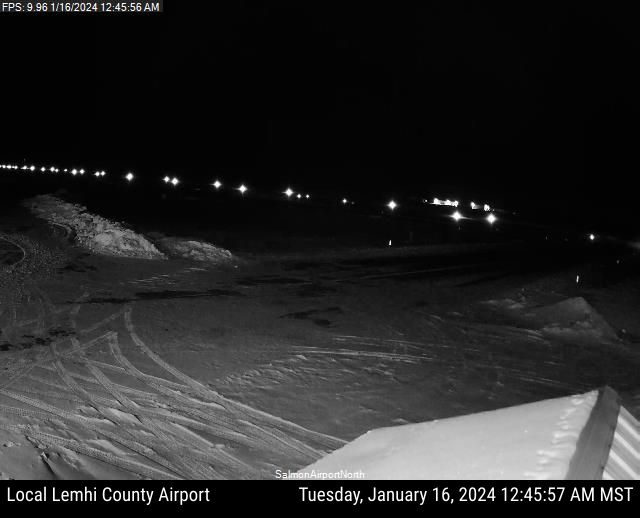 FPS: 9.96 1/16/2024 12:45:56 AM
SalmonAirportNorth
Local Lemhi County Airport
Tuesday, January 16, 2024 12:45:57 AM MST